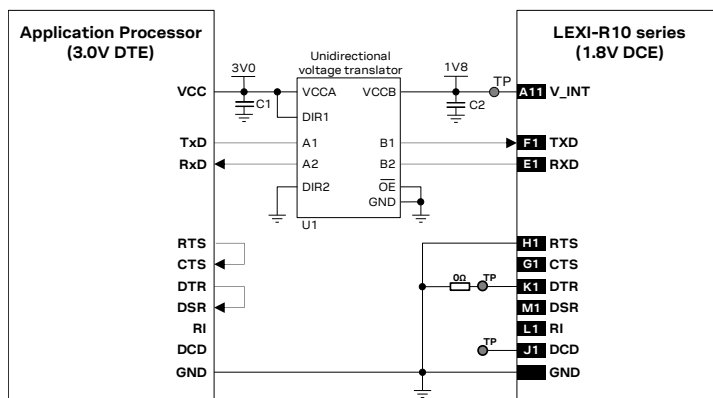 Application Processor
(3.0V DTE)
LEXI-R10 series
(1.8V DCE)
Unidirectional
voltage translator
3V0
1V8
TP
VCC
C1
VCCA
VCCB
C2
A11 V_INT
DIR1
TxD
A1
B1
F1 TXD
RxD
A2
B2
E1 RXD
DIR2
OE
GND
U1
RTS
H1 RTS
CTS
G1 CTS
DTR
0Ω
TP
K1 DTR
DSR
M1 DSR
RI
L1 RI
DCD
TP
J1 DCD
GND
GND